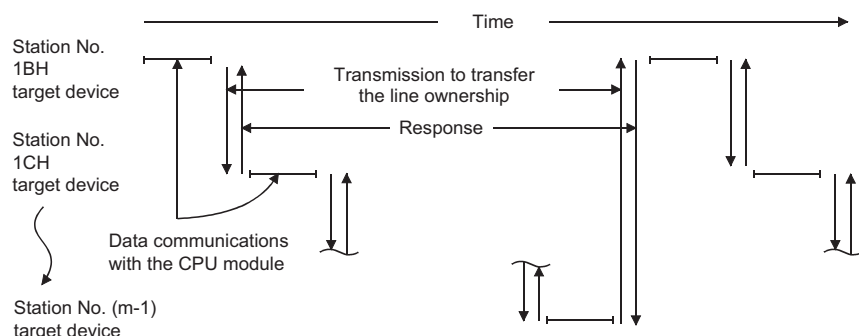 Time
Station No.
1BH
target device
Transmission to transfer
the line ownership
Response
Station No.
1CH
target device
Data communications
with the CPU module
Station No. (m-1)
target device